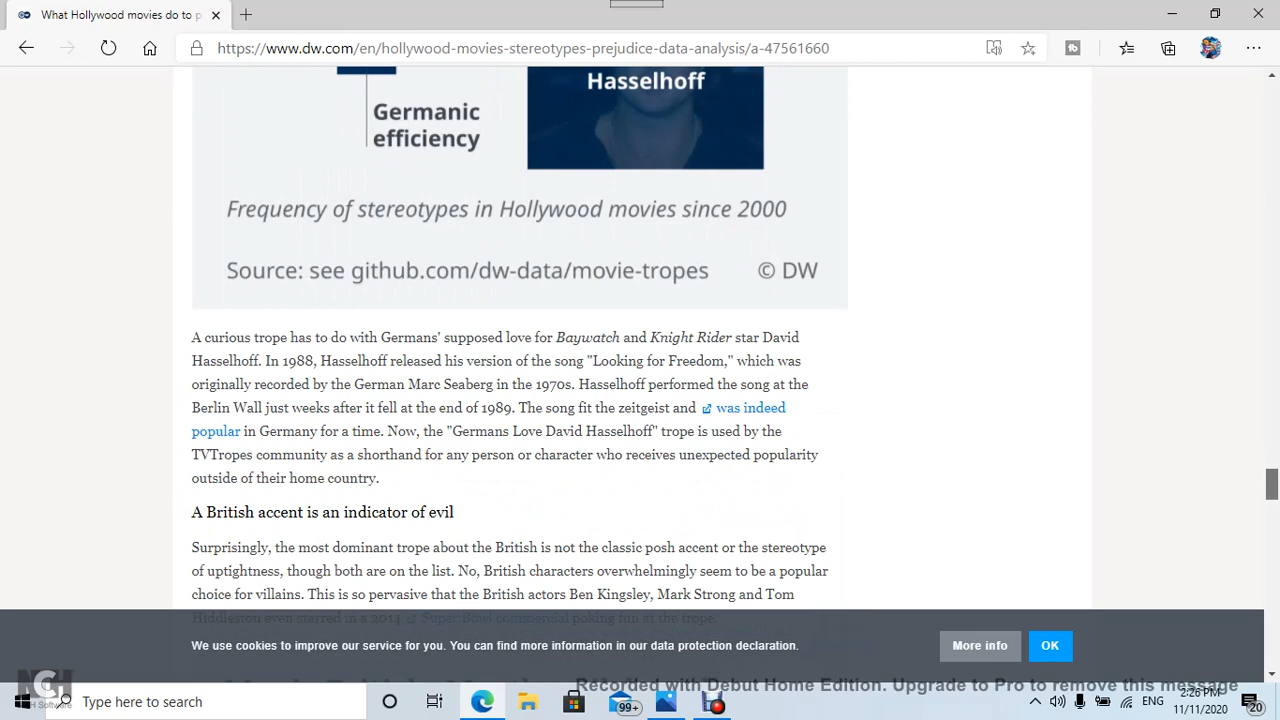 What Hollywood movies do to p
https://www.dw.com/en/hollywood-movies-stereotypes-prejudice-data-analysis/a-47561660
Hasselhoff
Germanic
efficiency
Frequency of stereotypes in Hollywood movies since 2000
Source: see github.com/dw-data/movie-tropes © DW
A curious trope has to do with Germans' supposed love for Baywatch and Knight Rider star David
Hasselhoff. In 1988, Hasselhoff released his version of the song "Looking for Freedom," which was
originally recorded by the German Marc Seaberg in the 1970s. Hasselhoff performed the song at the
Berlin Wall just weeks after it fell at the end of 1989. The song fit the zeitgeist and was indeed
popular in Germany for a time. Now, the "Germans Love David Hasselhoff" trope is used by the
TVTropes community as a shorthand for any person or character who receives unexpected popularity
outside of their home country.
A British accent is an indicator of evil
Surprisingly, the most dominant trope about the British is not the classic posh accent or the stereotype
of uptightness, though both are on the list. No, British characters overwhelmingly seem to be a popular
choice for villains. This is so pervasive that the British actors Ben Kingsley, Mark Strong and Tom
Hiddleston even starred in a 2014 Super Bowl commercial poking fun at the trope.
We use cookies to improve our service for you. You can find more information in our data protection declaration.
More info
OK
NCH Software
Recorded with Debut Home Edition. Upgrade to Pro to remove this message
Type here to search
99+
ENG
2:26 PM
11/11/2020
20